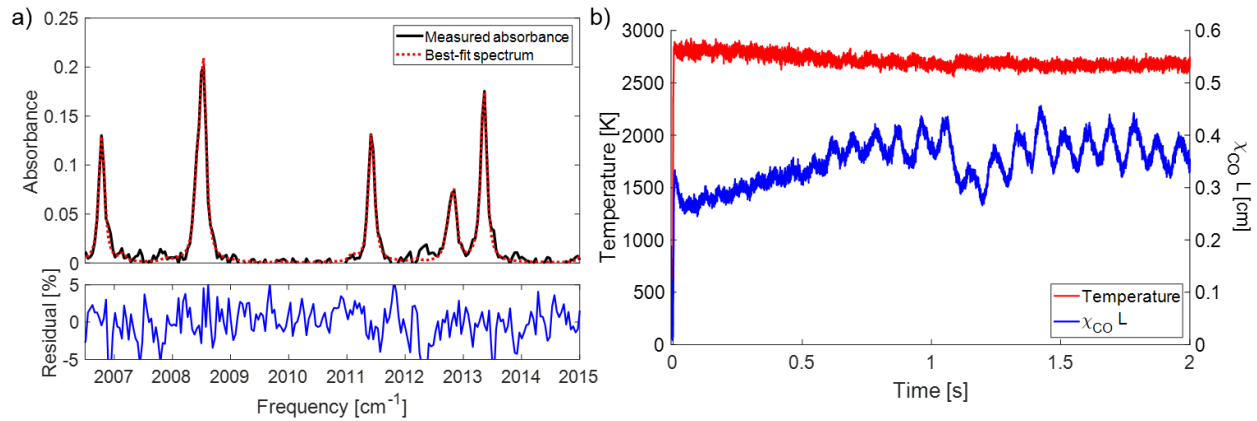 a)
0.25
0.2
0.15
0.1
0.05
0
Absorbance
Measured absorbance
Best-fit spectrum
5
0
-5
Residual [%]
2007 2008 2009 2010 2011 2012 2013 2014 2015
Frequency [cm⁻¹]
b)
3000
2500
2000
1500
1000
500
0
Temperature [K]
0.6
0.5
0.4
0.3
0.2
0.1
0
χCO L [cm]
Temperature
χCO L
0 0.5 1 1.5 2
Time [s]